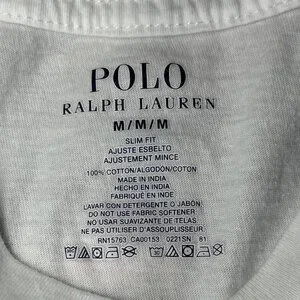 POLO
RALPH LAUREN
M/M/M
SLIM FIT
AJUSTE ESBELTO
AJUSTEMENT MINCE
100% COTTON/ALGODÓN/COTON
MADE IN INDIA
HECHO EN INDIA
FABRIQUÉ EN INDE
LAVAR CON DETERGENTE O JABÓN
DO NOT USE FABRIC SOFTENER
NO USAR SUAVIZANTE DE TELAS
NE PAS UTILISER D'ASSOUPLISSEUR
RN15763 CA00153 0221SN 81